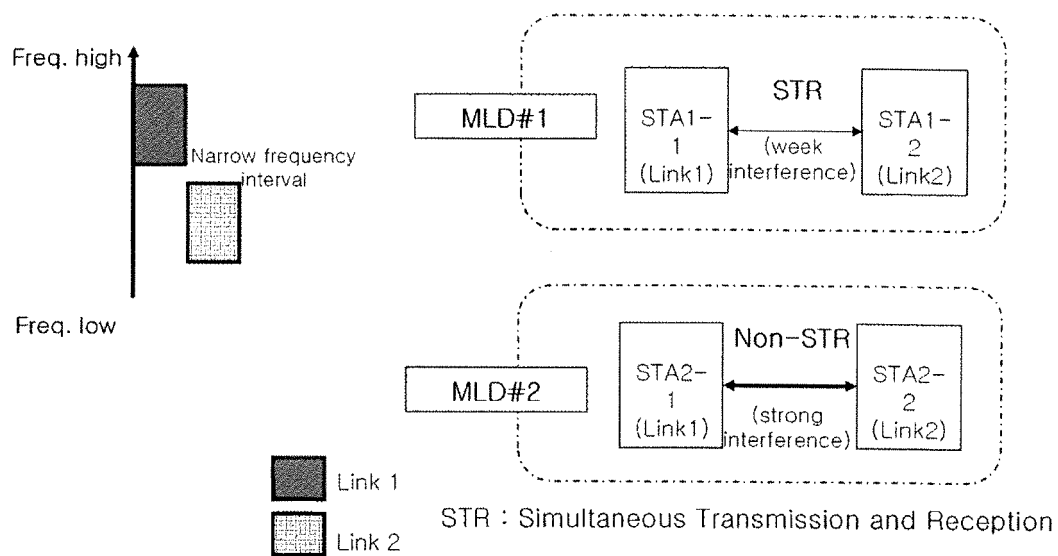 Freq. high
Narrow frequency
interval
Freq. low
MLD#1
STA1-
1
(Link1)
STR
(week
interference)
STA1-
2
(Link2)
MLD#2
STA2-
1
(Link1)
Non-STR
(strong
interference)
STA2-
2
(Link2)
Link 1
Link 2
STR : Simultaneous Transmission and Reception